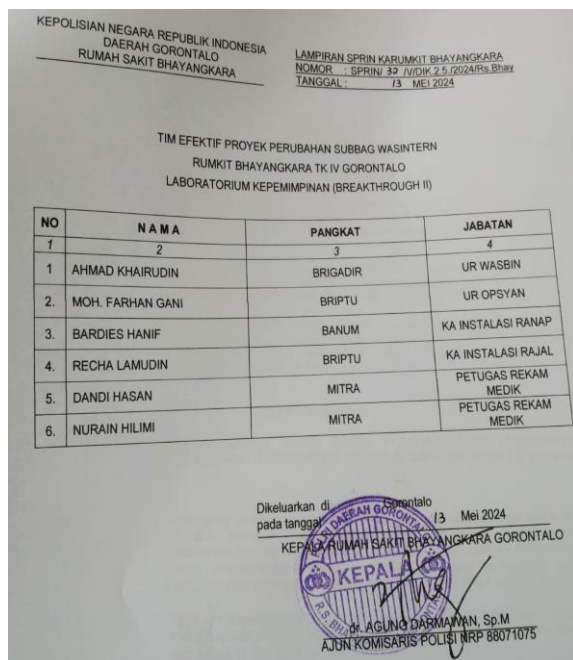 KEPOLISIAN NEGARA REPUBLIK INDONESIA
DAERAH GORONTALO
RUMAH SAKIT BHAYANGKARA
LAMPIRAN SPRIN KARUMKIT BHAYANGKARA
NOMOR : SPRIN/ 32 /V/DIK.2.5./2024/Rs.Bhay
TANGGAL : 13 MEI 2024
TIM EFEKTIF PROYEK PERUBAHAN SUBBAG WASINTERN
RUMKIT BHAYANGKARA TK IV GORONTALO
LABORATORIUM KEPEMIMPINAN (BREAKTHROUGH II)
NO NAMA PANGKAT JABATAN
1 2 3 4
1 AHMAD KHAIRUDIN BRIGADIR UR WASBIN
2. MOH. FARHAN GANI BRIPTU UR OPSYAN
3. BARDIES HANIF BANUM KA INSTALASI RANAP
4. RECHA LAMUDIN BRIPTU KA INSTALASI RAJAL
5. DANDI HASAN MITRA PETUGAS REKAM
MEDIK
6. NURAIN HILIMI MITRA PETUGAS REKAM
MEDIK
Dikeluarkan di Gorontalo
pada tanggal 13 Mei 2024
KEPALA RUMAH SAKIT BHAYANGKARA GORONTALO
DAERAH GORONTALO
KEPALA
R.S. BHAYANGKARA GORONTALO
dr. AGUNG DARMAWAN, Sp.M
AJUN KOMISARIS POLISI NRP 88071075